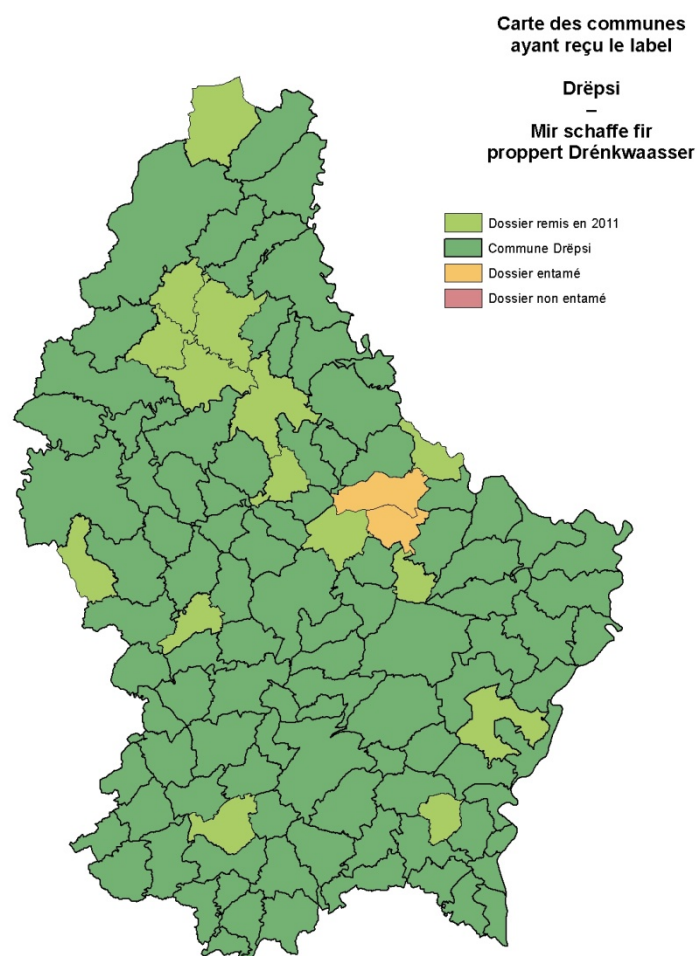 Carte des communes
ayant reçu le label
Drëpsi
–
Mir schaffe fir
proppert Drénkwaasser
Dossier remis en 2011
Commune Drëpsi
Dossier entamé
Dossier non entamé